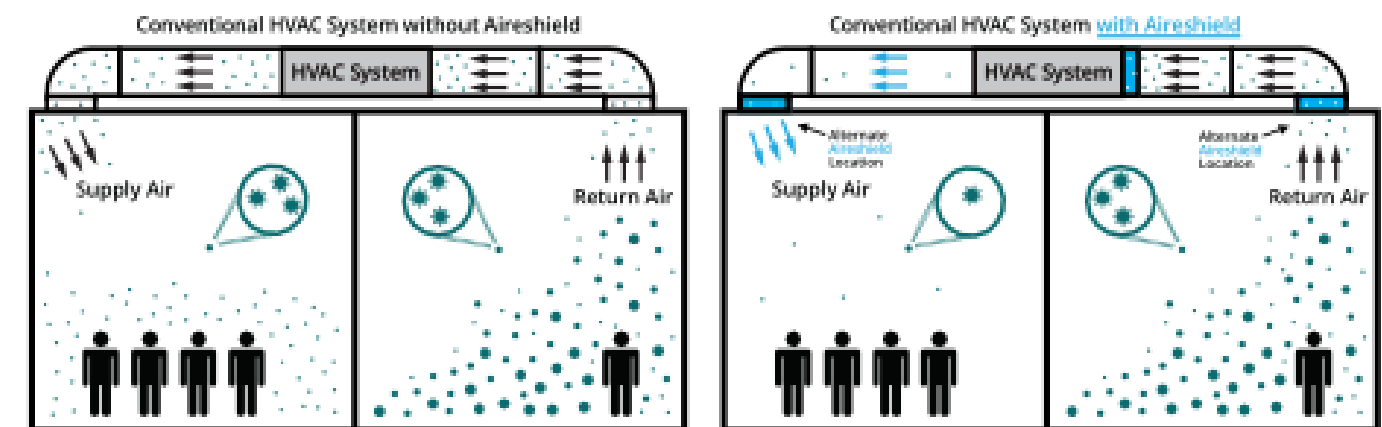 Conventional HVAC System without Aireshield
HVAC System
Supply Air
Return Air
Conventional HVAC System with Aireshield
HVAC System
Alternate
Aireshield
Location
Supply Air
Alternate
Aireshield
Location
Return Air